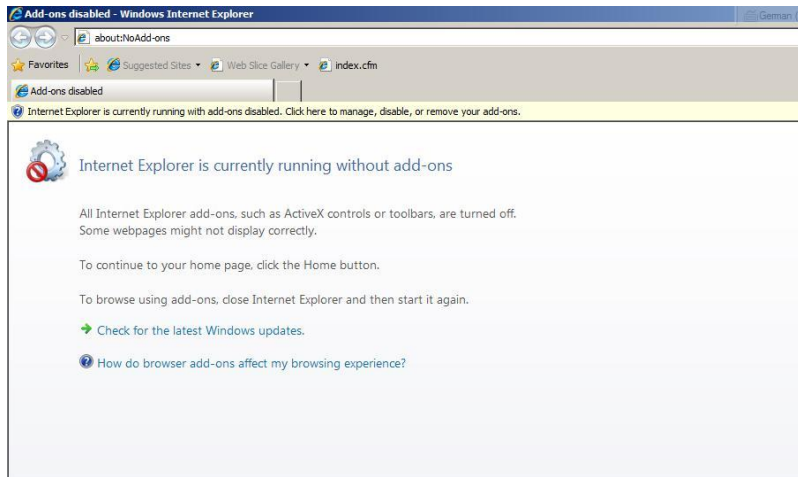 Add-ons disabled - Windows Internet Explorer
German
about:NoAdd-ons
Favorites Suggested Sites Web Slice Gallery index.cfm
Add-ons disabled
Internet Explorer is currently running with add-ons disabled. Click here to manage, disable, or remove your add-ons.
Internet Explorer is currently running without add-ons
All Internet Explorer add-ons, such as ActiveX controls or toolbars, are turned off.
Some webpages might not display correctly.
To continue to your home page, click the Home button.
To browse using add-ons, close Internet Explorer and then start it again.
Check for the latest Windows updates.
How do browser add-ons affect my browsing experience?